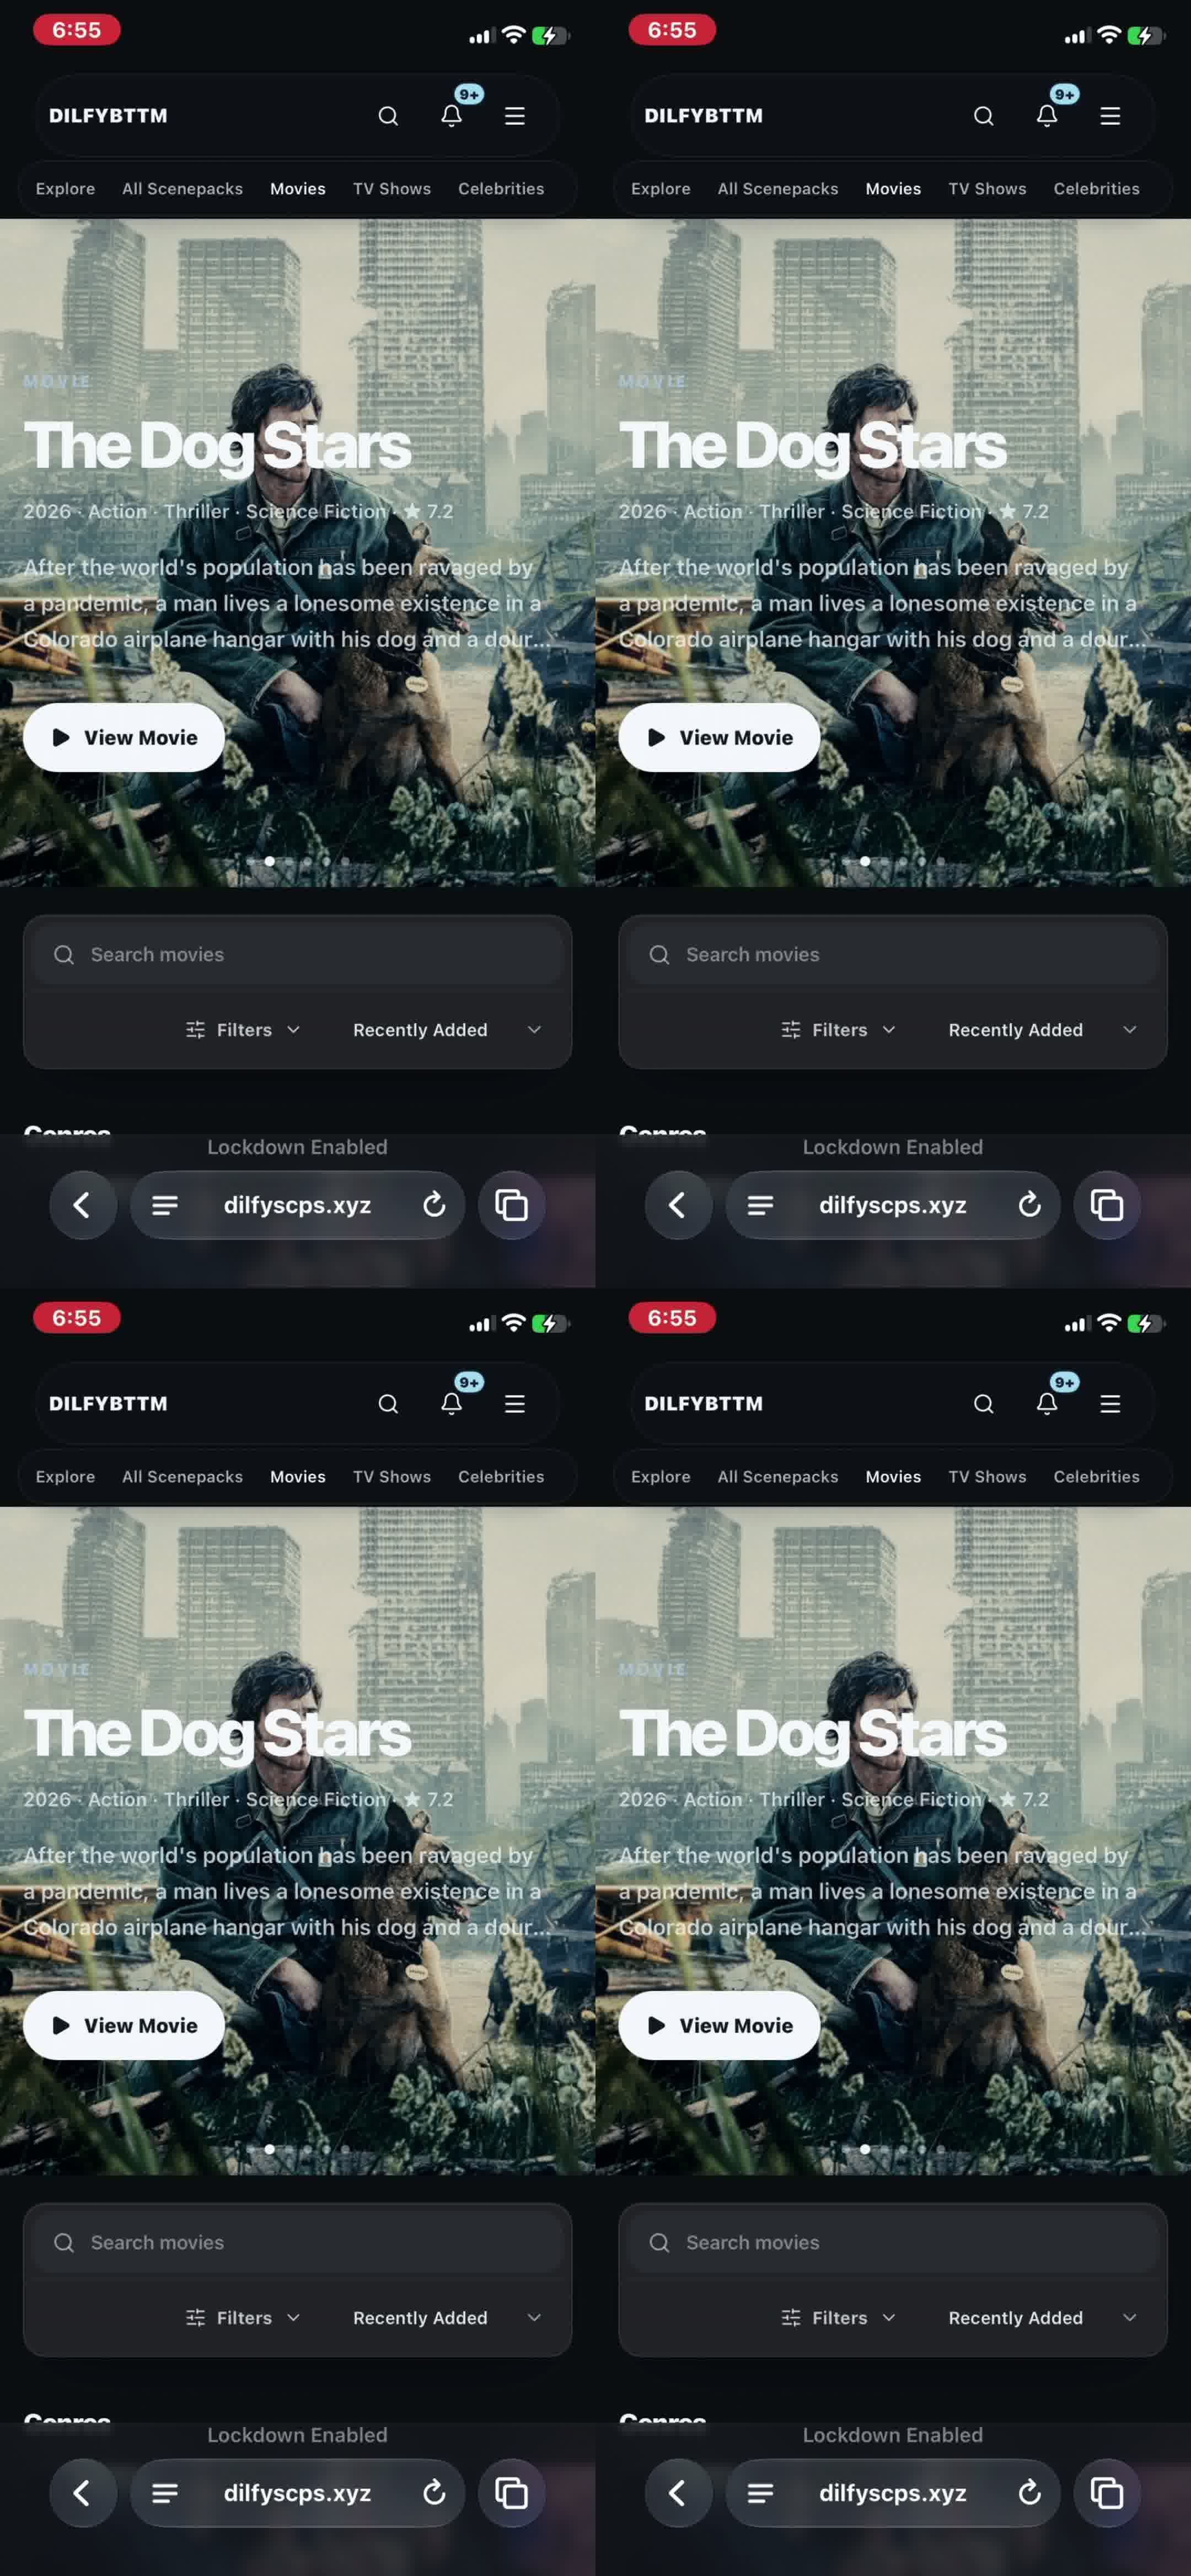 6:55
DILFYBTTM
9+
Explore All Scenepacks Movies TV Shows Celebrities
MOVIE
The Dog Stars
2026 · Action · Thriller · Science Fiction · ★ 7.2
After the world's population has been ravaged by
a pandemic, a man lives a lonesome existence in a
Colorado airplane hangar with his dog and a dour...
View Movie
Search movies
Filters Recently Added
Genres
Lockdown Enabled
dilfyscps.xyz
6:55
DILFYBTTM
9+
Explore All Scenepacks Movies TV Shows Celebrities
MOVIE
The Dog Stars
2026 · Action · Thriller · Science Fiction · ★ 7.2
After the world's population has been ravaged by
a pandemic, a man lives a lonesome existence in a
Colorado airplane hangar with his dog and a dour...
View Movie
Search movies
Filters Recently Added
Genres
Lockdown Enabled
dilfyscps.xyz
6:55
DILFYBTTM
9+
Explore All Scenepacks Movies TV Shows Celebrities
MOVIE
The Dog Stars
2026 · Action · Thriller · Science Fiction · ★ 7.2
After the world's population has been ravaged by
a pandemic, a man lives a lonesome existence in a
Colorado airplane hangar with his dog and a dour...
View Movie
Search movies
Filters Recently Added
Genres
Lockdown Enabled
dilfyscps.xyz
6:55
DILFYBTTM
9+
Explore All Scenepacks Movies TV Shows Celebrities
MOVIE
The Dog Stars
2026 · Action · Thriller · Science Fiction · ★ 7.2
After the world's population has been ravaged by
a pandemic, a man lives a lonesome existence in a
Colorado airplane hangar with his dog and a dour...
View Movie
Search movies
Filters Recently Added
Genres
Lockdown Enabled
dilfyscps.xyz